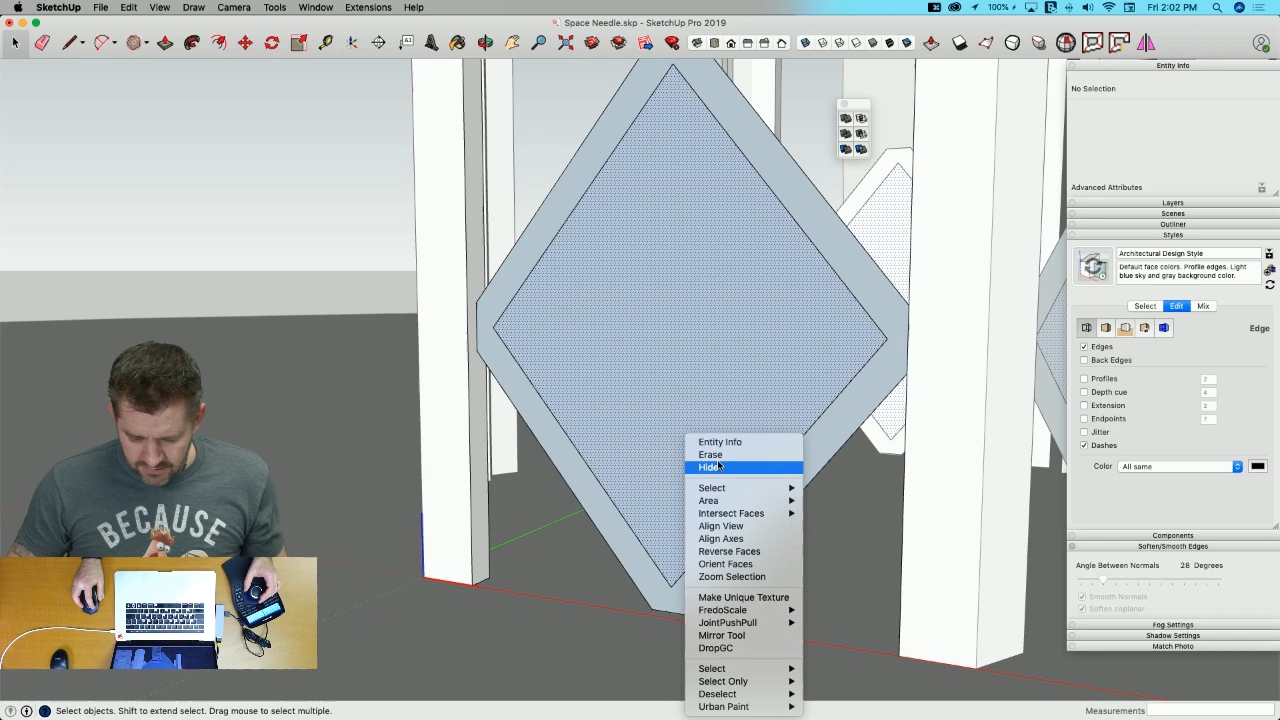 SketchUp File Edit View Draw Camera Tools Window Extensions Help
100% Fri 2:02 PM
Space Needle.skp - SketchUp Pro 2019
Entity Info
No Selection
Advanced Attributes
Layers
Scenes
Outliner
Styles
Architectural Design Style
Default face colors. Profile edges. Light blue sky and gray background color.
Select Edit Mix
Edge
Edges
Back Edges
Profiles 2
Depth cue 4
Extension 2
Endpoints 7
Jitter
Dashes
Color All same
Components
Soften/Smooth Edges
Angle Between Normals 28 Degrees
Smooth Normals
Soften coplanar
Fog Settings
Shadow Settings
Match Photo
Entity Info
Erase
Hide
Select
Area
Intersect Faces
Align View
Align Axes
Reverse Faces
Orient Faces
Zoom Selection
Make Unique Texture
FredoScale
JointPushPull
Mirror Tool
DropGC
Select
Select Only
Deselect
Urban Paint
BECAUSE
Select objects. Shift to extend select. Drag mouse to select multiple.
Measurements